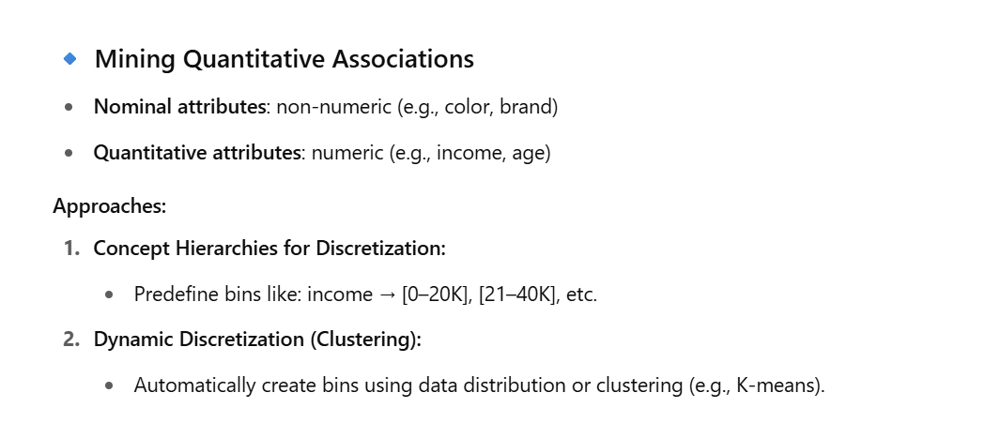 Mining Quantitative Associations
Nominal attributes: non-numeric (e.g., color, brand)
Quantitative attributes: numeric (e.g., income, age)
Approaches:
1. Concept Hierarchies for Discretization:
Predefine bins like: income → [0–20K], [21–40K], etc.
2. Dynamic Discretization (Clustering):
Automatically create bins using data distribution or clustering (e.g., K-means).